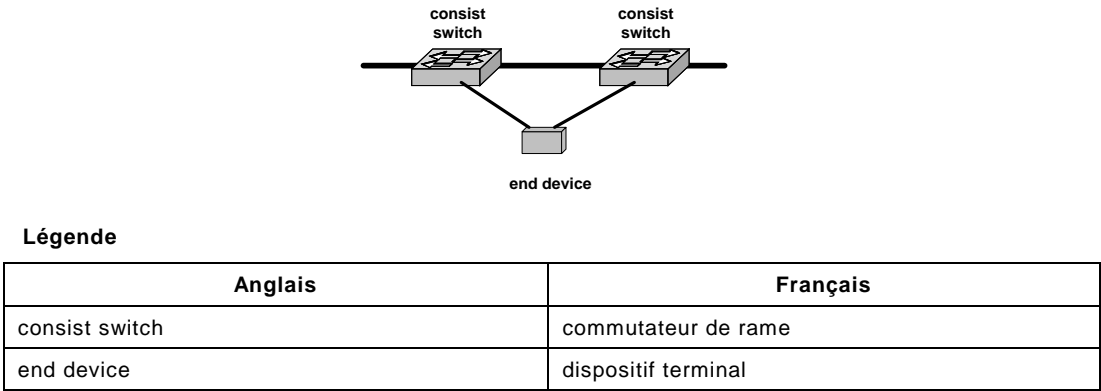 consist switch
consist switch
end device
Légende
Anglais Français
consist switch commutateur de rame
end device dispositif terminal